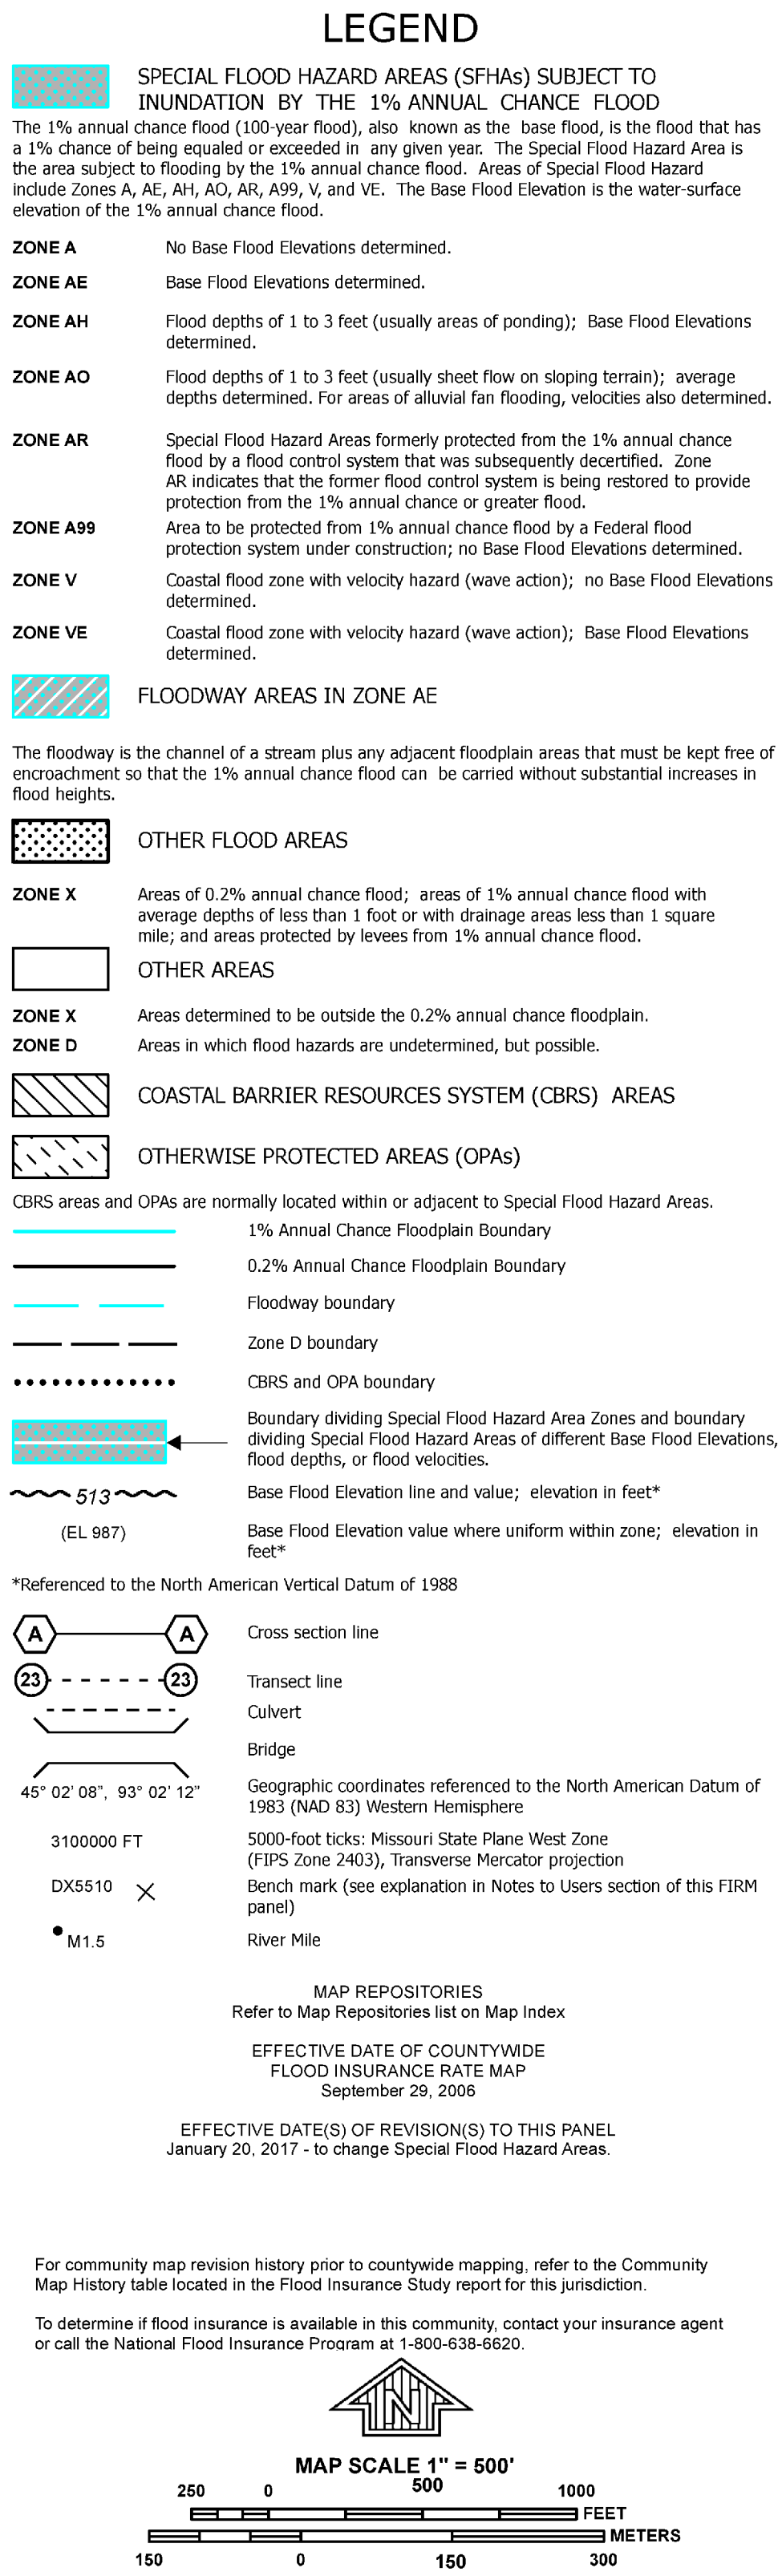 LEGEND
SPECIAL FLOOD HAZARD AREAS (SFHAs) SUBJECT TO
INUNDATION BY THE 1% ANNUAL CHANCE FLOOD
The 1% annual chance flood (100-year flood), also known as the base flood, is the flood that has
a 1% chance of being equaled or exceeded in any given year. The Special Flood Hazard Area is
the area subject to flooding by the 1% annual chance flood. Areas of Special Flood Hazard
include Zones A, AE, AH, AO, AR, A99, V, and VE. The Base Flood Elevation is the water-surface
elevation of the 1% annual chance flood.
ZONE A No Base Flood Elevations determined.
ZONE AE Base Flood Elevations determined.
ZONE AH Flood depths of 1 to 3 feet (usually areas of ponding); Base Flood Elevations
determined.
ZONE AO Flood depths of 1 to 3 feet (usually sheet flow on sloping terrain); average
depths determined. For areas of alluvial fan flooding, velocities also determined.
ZONE AR Special Flood Hazard Areas formerly protected from the 1% annual chance
flood by a flood control system that was subsequently decertified. Zone
AR indicates that the former flood control system is being restored to provide
protection from the 1% annual chance or greater flood.
ZONE A99 Area to be protected from 1% annual chance flood by a Federal flood
protection system under construction; no Base Flood Elevations determined.
ZONE V Coastal flood zone with velocity hazard (wave action); no Base Flood Elevations
determined.
ZONE VE Coastal flood zone with velocity hazard (wave action); Base Flood Elevations
determined.
FLOODWAY AREAS IN ZONE AE
The floodway is the channel of a stream plus any adjacent floodplain areas that must be kept free of
encroachment so that the 1% annual chance flood can be carried without substantial increases in
flood heights.
OTHER FLOOD AREAS
ZONE X Areas of 0.2% annual chance flood; areas of 1% annual chance flood with
average depths of less than 1 foot or with drainage areas less than 1 square
mile; and areas protected by levees from 1% annual chance flood.
OTHER AREAS
ZONE X Areas determined to be outside the 0.2% annual chance floodplain.
ZONE D Areas in which flood hazards are undetermined, but possible.
COASTAL BARRIER RESOURCES SYSTEM (CBRS) AREAS
OTHERWISE PROTECTED AREAS (OPAs)
CBRS areas and OPAs are normally located within or adjacent to Special Flood Hazard Areas.
1% Annual Chance Floodplain Boundary
0.2% Annual Chance Floodplain Boundary
Floodway boundary
Zone D boundary
CBRS and OPA boundary
Boundary dividing Special Flood Hazard Area Zones and boundary
dividing Special Flood Hazard Areas of different Base Flood Elevations,
flood depths, or flood velocities.
513 Base Flood Elevation line and value; elevation in feet*
(EL 987) Base Flood Elevation value where uniform within zone; elevation in
feet*
*Referenced to the North American Vertical Datum of 1988
A A Cross section line
23 23 Transect line
Culvert
Bridge
45° 02' 08", 93° 02' 12" Geographic coordinates referenced to the North American Datum of
1983 (NAD 83) Western Hemisphere
3100000 FT 5000-foot ticks: Missouri State Plane West Zone
(FIPS Zone 2403), Transverse Mercator projection
DX5510 Bench mark (see explanation in Notes to Users section of this FIRM
panel)
M1.5 River Mile
MAP REPOSITORIES
Refer to Map Repositories list on Map Index
EFFECTIVE DATE OF COUNTYWIDE
FLOOD INSURANCE RATE MAP
September 29, 2006
EFFECTIVE DATE(S) OF REVISION(S) TO THIS PANEL
January 20, 2017 - to change Special Flood Hazard Areas.
For community map revision history prior to countywide mapping, refer to the Community
Map History table located in the Flood Insurance Study report for this jurisdiction.
To determine if flood insurance is available in this community, contact your insurance agent
or call the National Flood Insurance Program at 1-800-638-6620.
N
MAP SCALE 1" = 500'
250 0 500 1000
FEET
METERS
150 0 150 300